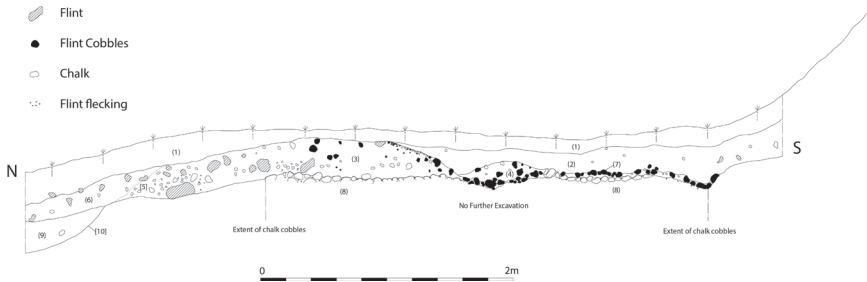 Flint
Flint Cobbles
Chalk
Flint flecking
N
S
(1)
(1)
(2)
(7)
(3)
(4)
(5)
(6)
(8)
(8)
(9)
[10]
No Further Excavation
Extent of chalk cobbles
Extent of chalk cobbles
0
2m